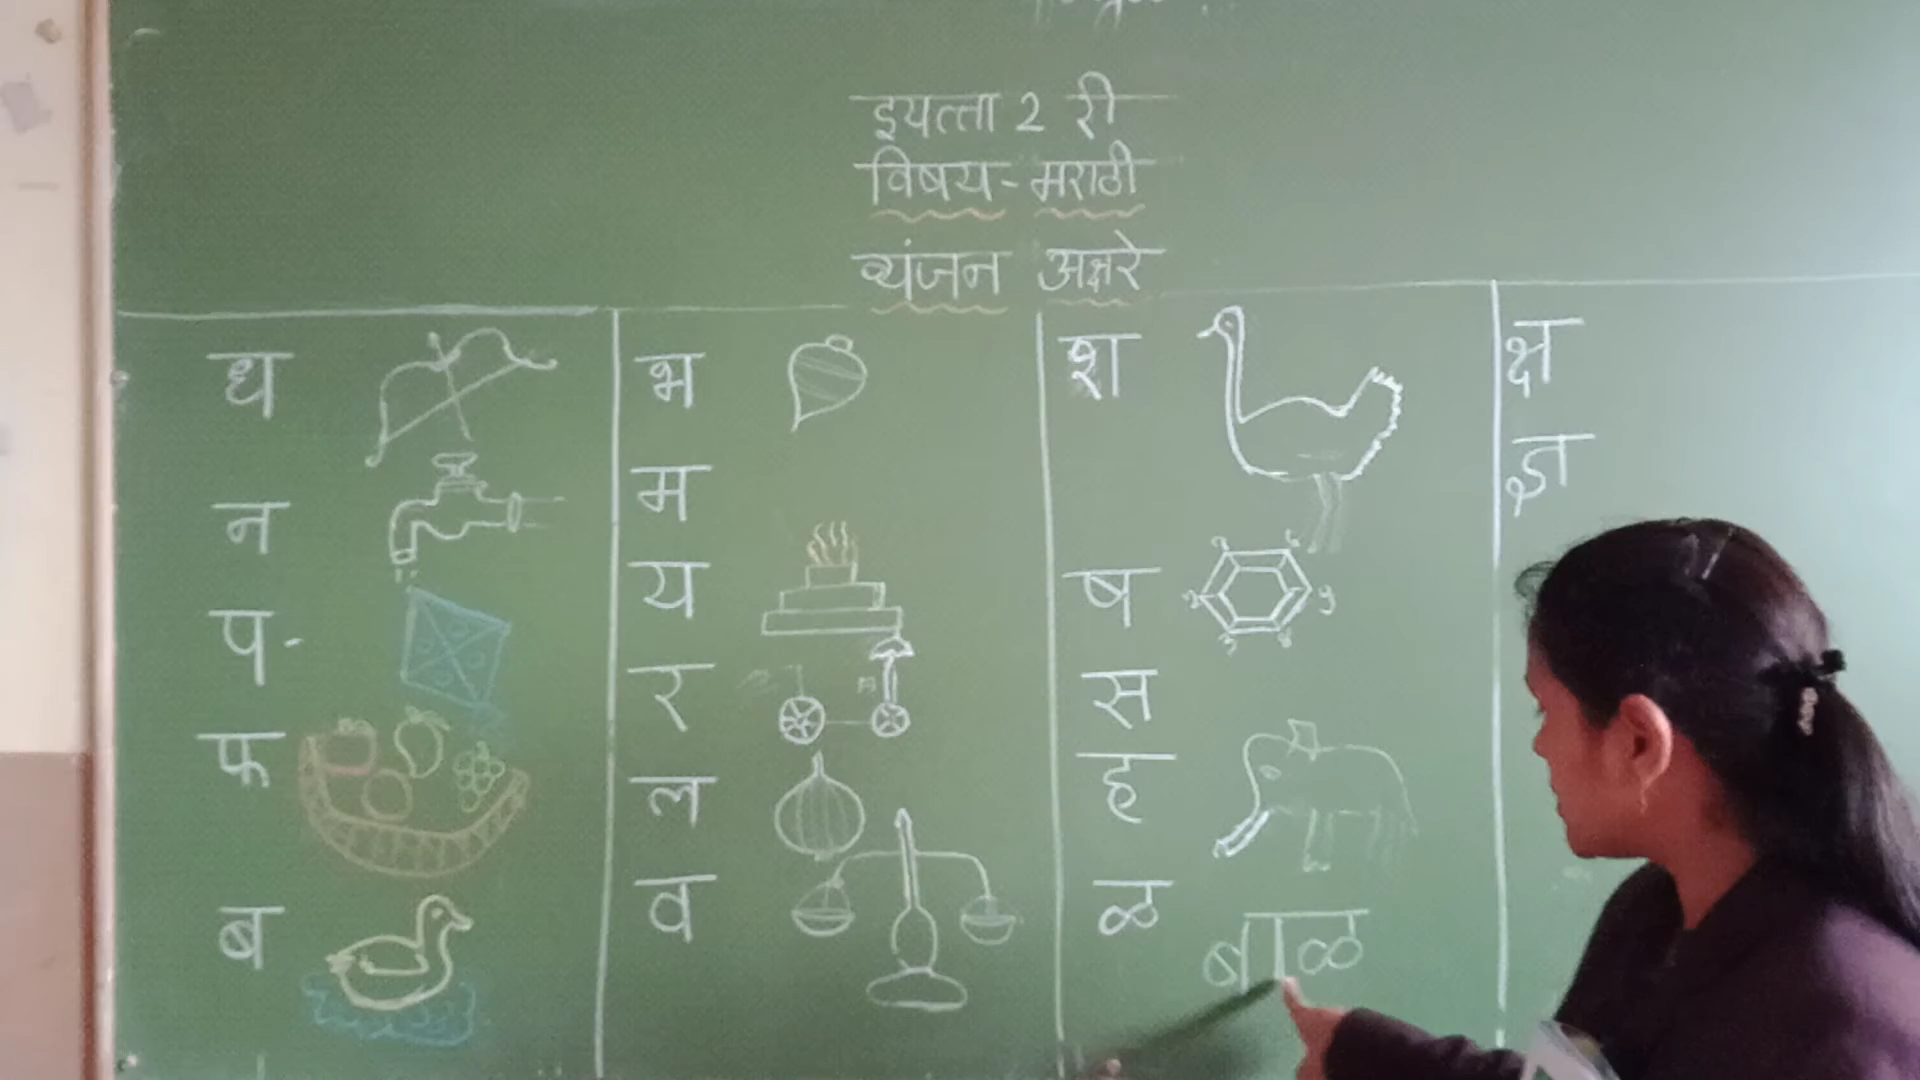 इयत्ता 2 री
विषय - मराठी
व्यंजन अक्षरे
ध
न
प -
फ
ब
भ
म
य
र
ल
व
श
ष
स
ह
ळ
बाळ
क्ष
ज्ञ